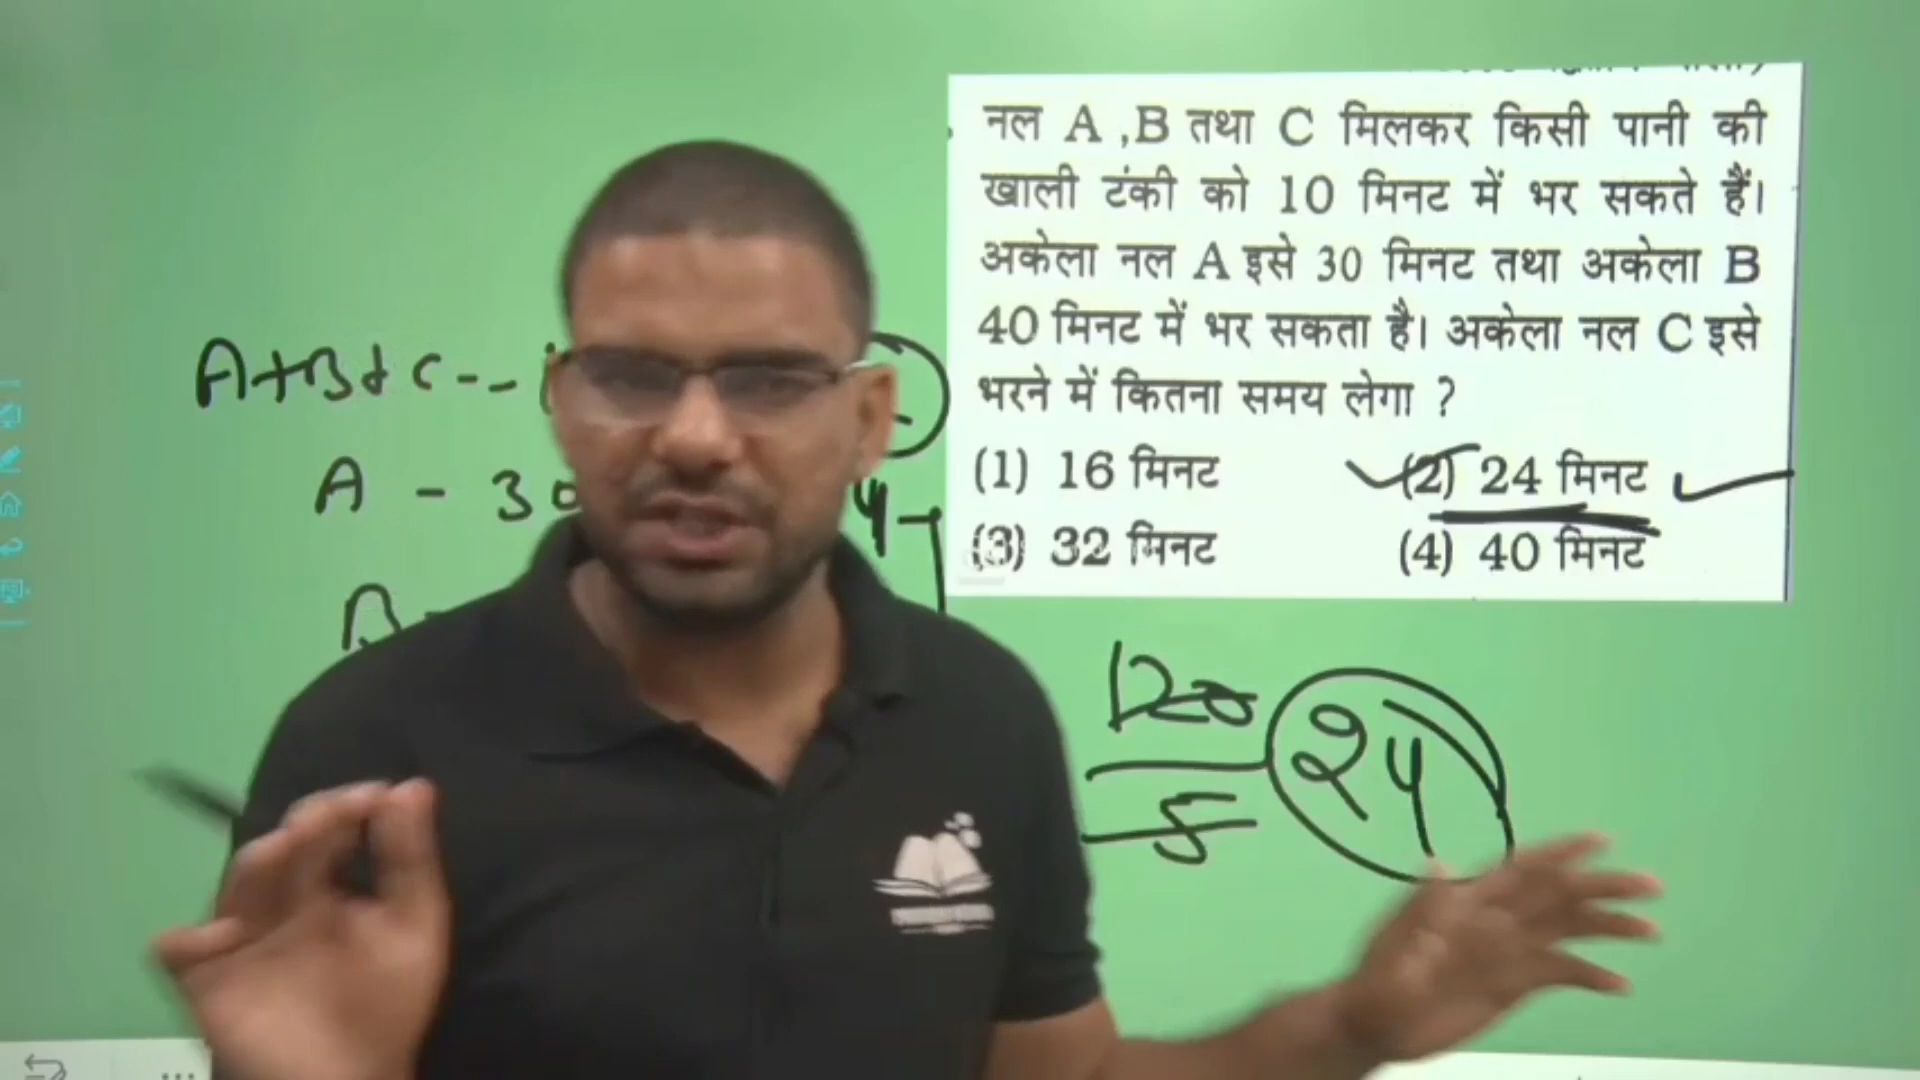 नल A ,B तथा C मिलकर किसी पानी की
खाली टंकी को 10 मिनट में भर सकते हैं।
अकेला नल A इसे 30 मिनट तथा अकेला B
40 मिनट में भर सकता है। अकेला नल C इसे
भरने में कितना समय लेगा ?
(1) 16 मिनट (2) 24 मिनट
(3) 32 मिनट (4) 40 मिनट
A+B+C--
A - 30
4
120
5
24